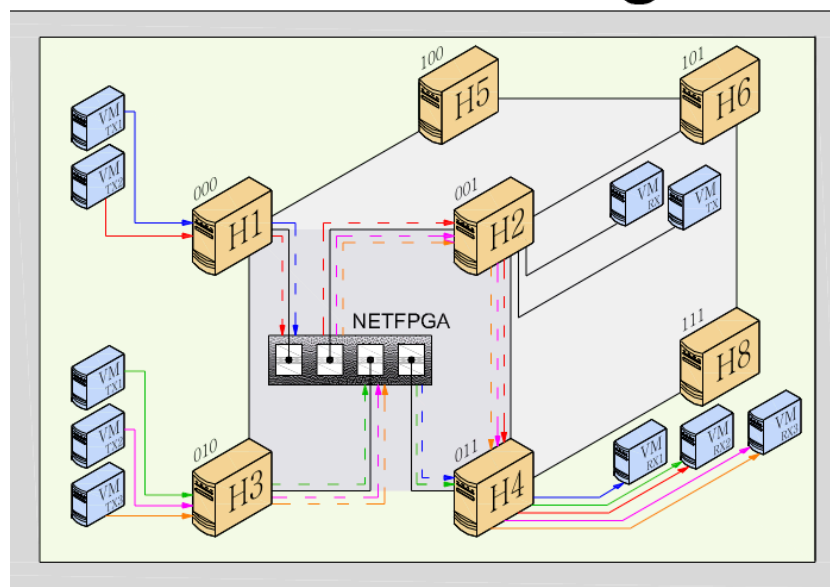 100
H5
101
H6
VM
TX1
VM
TX2
000
H1
001
H2
VM
RX
VM
TX
NETFPGA
111
H8
VM
TX1
VM
TX2
VM
TX3
010
H3
011
H4
VM
RX1
VM
RX2
VM
RX3